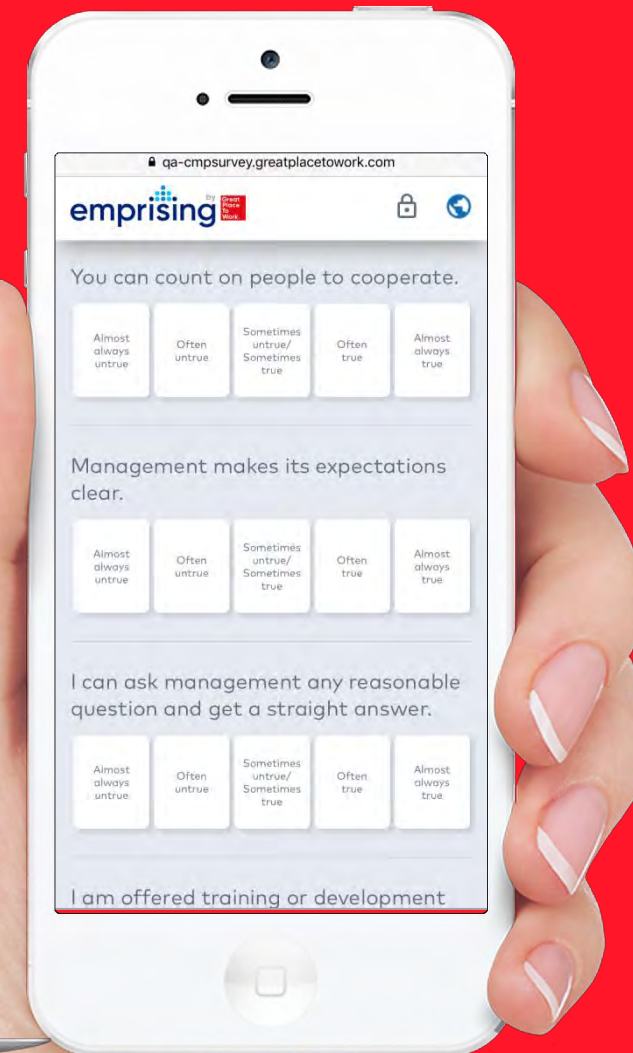 qa-cmpsurvey.greatplacetowork.com
emprising by Great
Place
To
Work.
You can count on people to cooperate.
Almost
always
untrue
Often
untrue
Sometimes
untrue/
Sometimes
true
Often
true
Almost
always
true
Management makes its expectations
clear.
Almost
always
untrue
Often
untrue
Sometimes
untrue/
Sometimes
true
Often
true
Almost
always
true
I can ask management any reasonable
question and get a straight answer.
Almost
always
untrue
Often
untrue
Sometimes
untrue/
Sometimes
true
Often
true
Almost
always
true
I am offered training or development